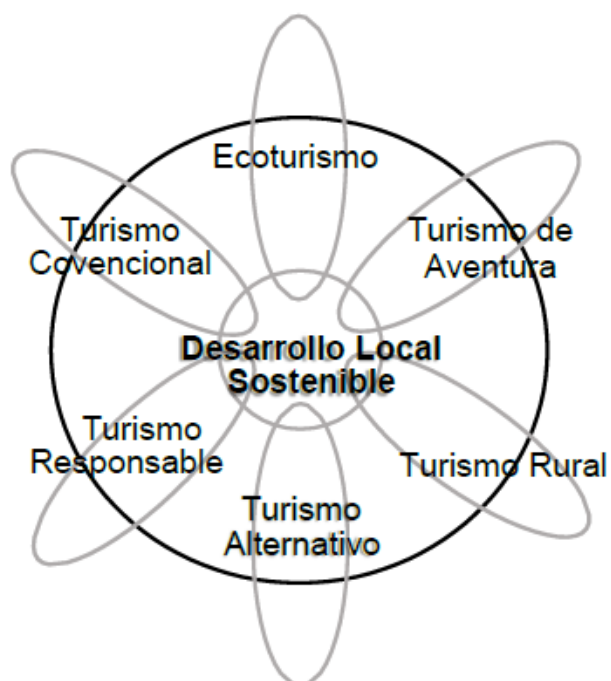 Ecoturismo
Turismo
Covencional
Turismo de
Aventura
Desarrollo Local
Sostenible
Turismo
Responsable
Turismo Rural
Turismo
Alternativo